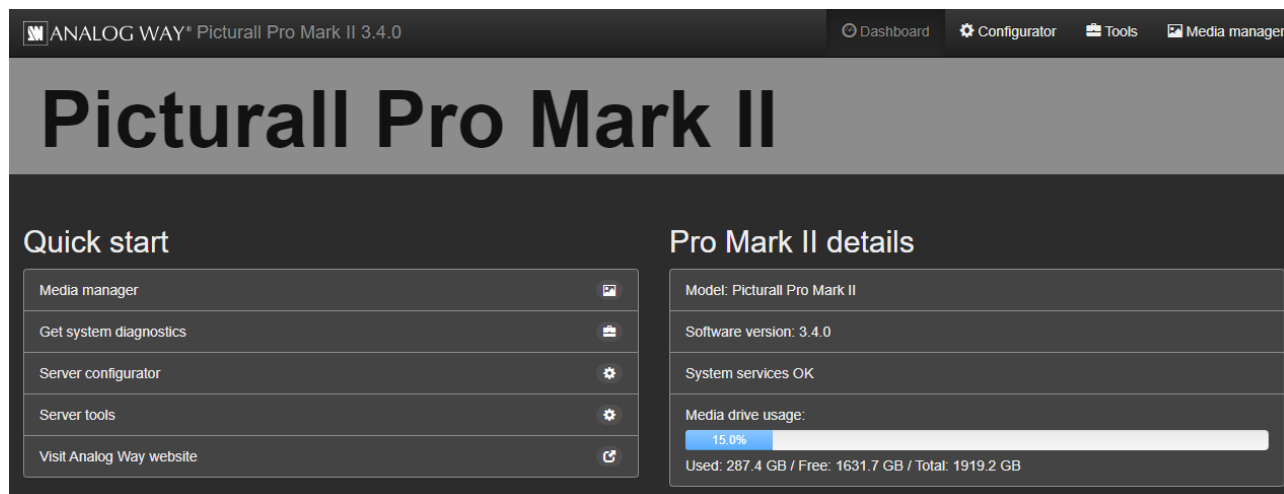 ANALOG WAY® Picturall Pro Mark II 3.4.0
Dashboard
Configurator
Tools
Media manager
Picturall Pro Mark II
Quick start
Media manager
Get system diagnostics
Server configurator
Server tools
Visit Analog Way website
Pro Mark II details
Model: Picturall Pro Mark II
Software version: 3.4.0
System services OK
Media drive usage:
15.0%
Used: 287.4 GB / Free: 1631.7 GB / Total: 1919.2 GB